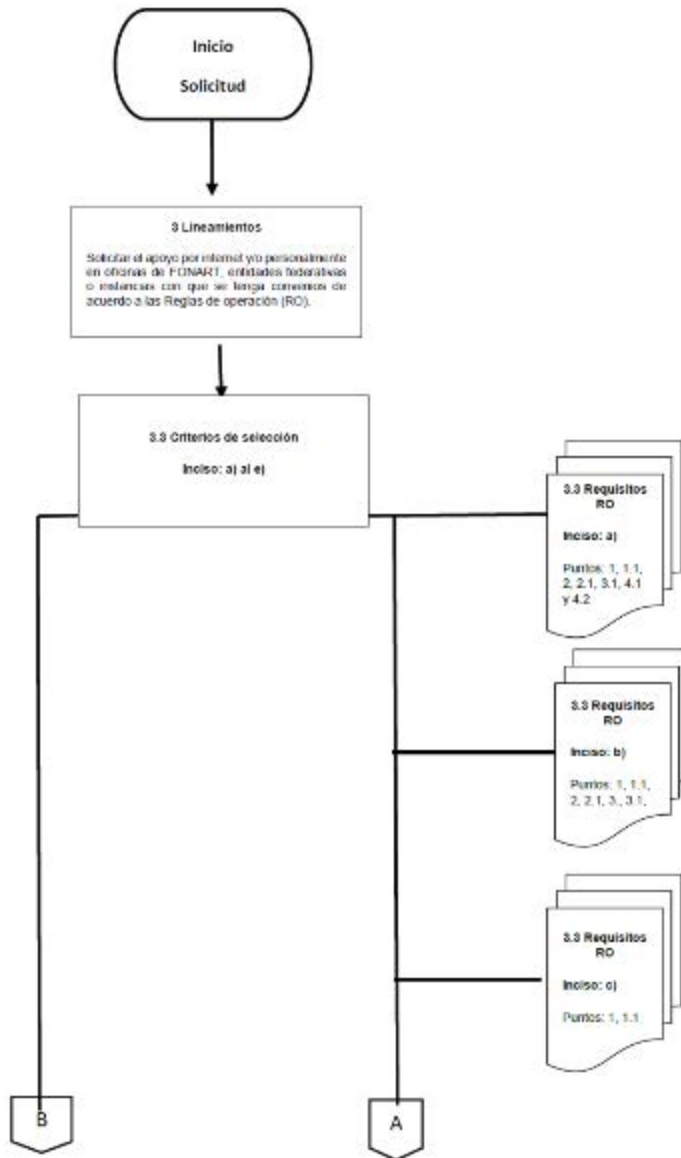 Inicio
Solicitud
3 Lineamientos
Solicitar el apoyo por internet y/o personalmente
en oficinas de FONART, entidades federativas
o instancias con que se tenga convenios de
acuerdo a las Reglas de operación (RO).
3.3 Criterios de selección
Inciso: a) al e)
3.3 Requisitos
RO
Inciso: a)
Puntos: 1, 1.1,
2, 2.1, 3.1, 4.1
y 4.2
3.3 Requisitos
RO
Inciso: b)
Puntos: 1, 1.1,
2, 2.1, 3., 3.1,
3.3 Requisitos
RO
Inciso: c)
Puntos: 1, 1.1
B
A